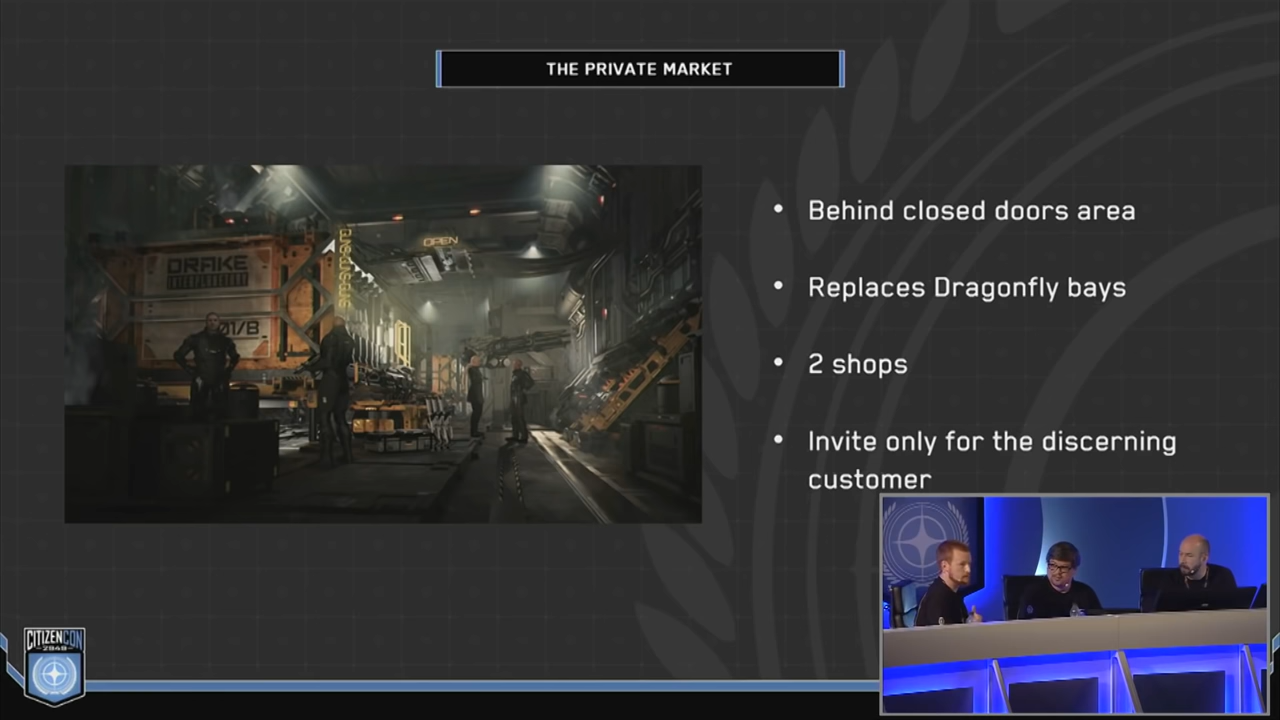 THE PRIVATE MARKET
DRAKE
INTERPLANETARY
01/B
OPEN
• Behind closed doors area
• Replaces Dragonfly bays
• 2 shops
• Invite only for the discerning
customer
CITIZENCON
2948